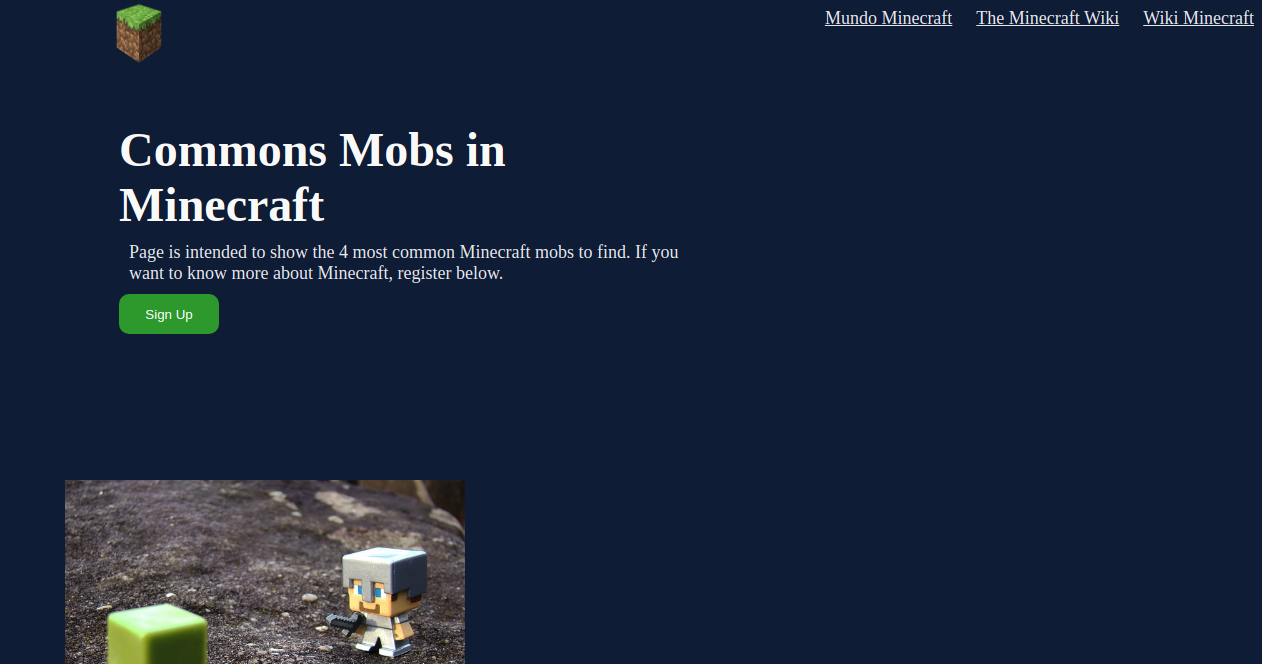 Mundo Minecraft The Minecraft Wiki Wiki Minecraft
Commons Mobs in
Minecraft
Page is intended to show the 4 most common Minecraft mobs to find. If you
want to know more about Minecraft, register below.
Sign Up